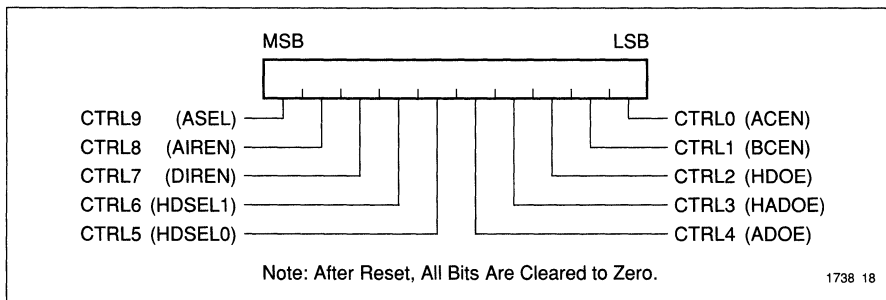 MSB LSB
CTRL9 (ASEL) CTRL0 (ACEN)
CTRL8 (AIREN) CTRL1 (BCEN)
CTRL7 (DIREN) CTRL2 (HDOE)
CTRL6 (HDSEL1) CTRL3 (HADOE)
CTRL5 (HDSEL0) CTRL4 (ADOE)
Note: After Reset, All Bits Are Cleared to Zero.
1738 18